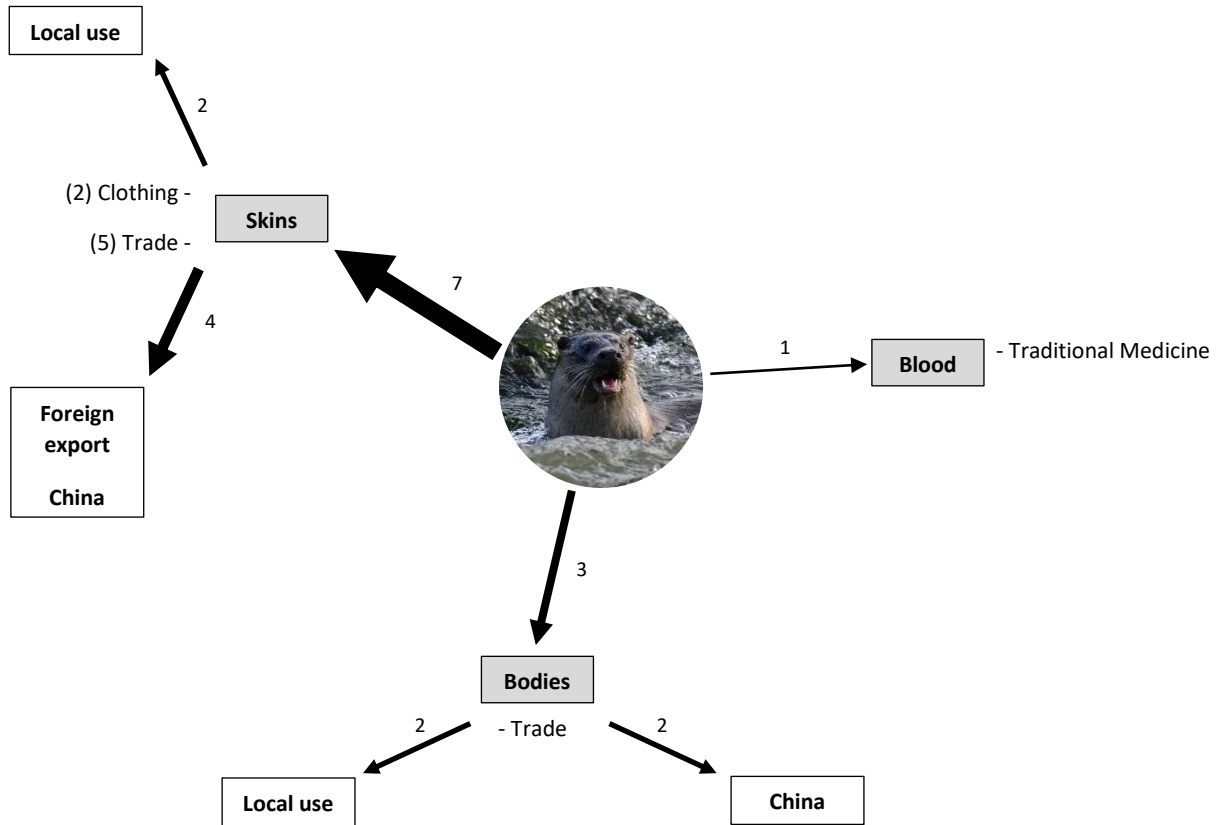 Local use
2
(2) Clothing -
Skins
(5) Trade -
7
4
Foreign
export
China
1
Blood
- Traditional Medicine
3
Bodies
- Trade
2
2
Local use
China